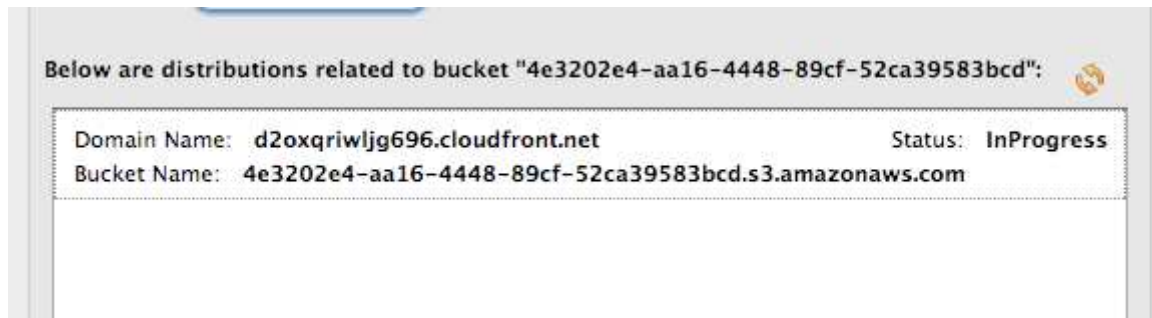 Below are distributions related to bucket "4e3202e4-aa16-4448-89cf-52ca39583bcd":
Domain Name: d2oxqriwljg696.cloudfront.net Status: InProgress
Bucket Name: 4e3202e4-aa16-4448-89cf-52ca39583bcd.s3.amazonaws.com